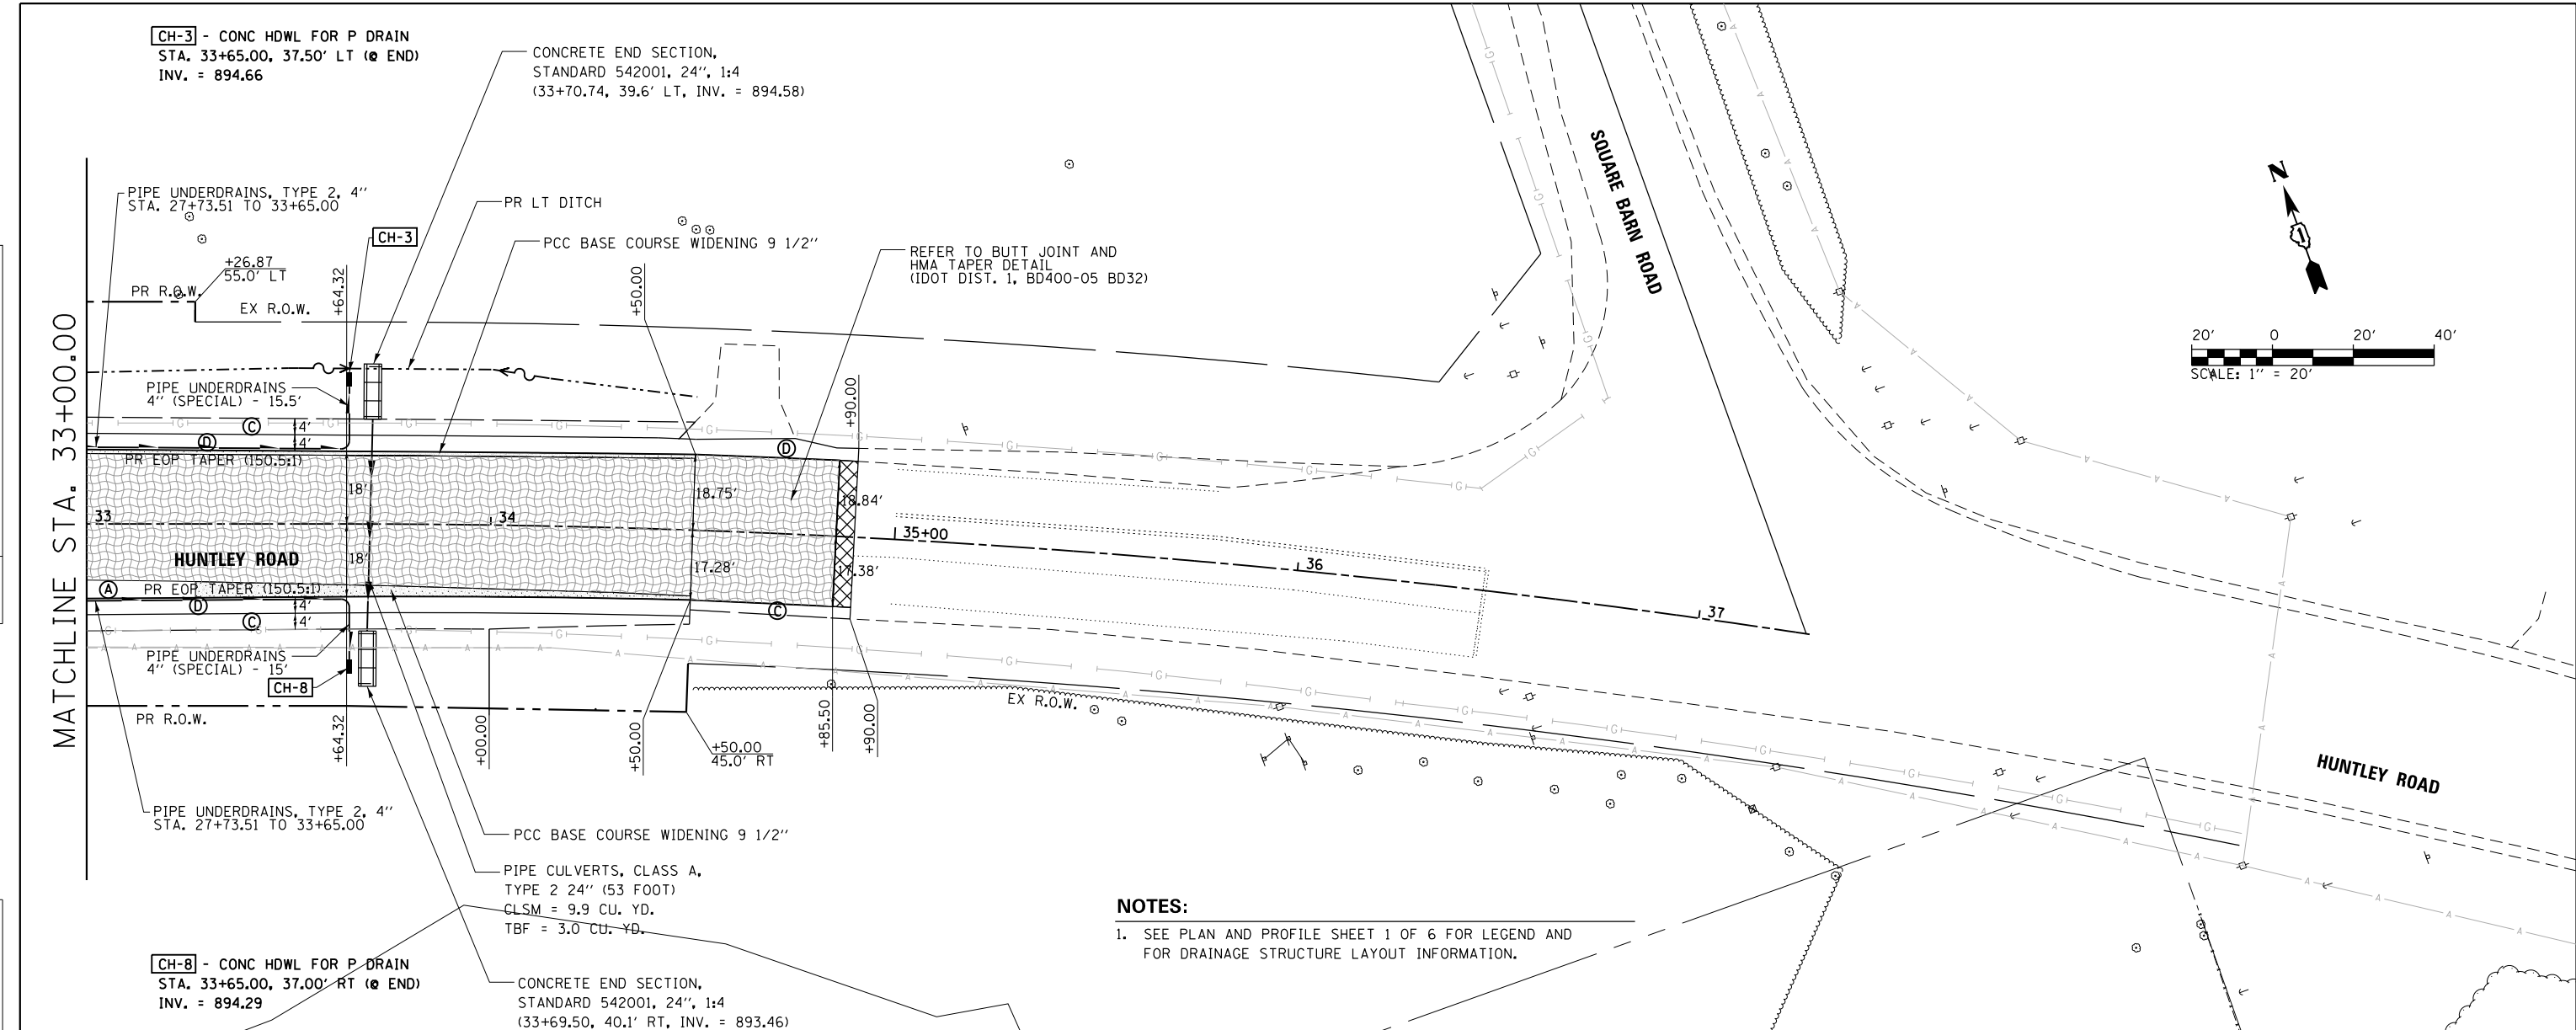 CH-3 - CONC HDWL FOR P DRAIN
STA. 33+65.00, 37.50' LT (@ END)
INV. = 894.66
CONCRETE END SECTION,
STANDARD 542001, 24", 1:4
(33+70.74, 39.6' LT, INV. = 894.58)
PIPE UNDERDRAINS, TYPE 2, 4"
STA. 27+73.51 TO 33+65.00
PR LT DITCH
CH-3
PCC BASE COURSE WIDENING 9 1/2"
REFER TO BUTT JOINT AND
HMA TAPER DETAIL
(IDOT DIST. 1, BD400-05 BD32)
SQUARE BARN ROAD
N
1
20' 0 20' 40'
SCALE: 1" = 20'
+26.87
55.0' LT
PR R.O.W.
EX R.O.W.
+64.32
+50.00
+90.00
MATCHLINE STA. 33+00.00
PIPE UNDERDRAINS
4" (SPECIAL) - 15.5'
C
4'
D
4'
D
PR EOP TAPER (150.5:1)
18'
18.75'
18.84'
33
34
35+00
36
37
HUNTLEY ROAD
18'
17.28'
17.38'
A
PR EOP TAPER (150.5:1)
D
4'
C
4'
C
PIPE UNDERDRAINS
4" (SPECIAL) - 15'
CH-8
PR R.O.W.
EX R.O.W.
+64.32
+00.00
+50.00
+50.00
45.0' RT
+85.50
+90.00
HUNTLEY ROAD
PIPE UNDERDRAINS, TYPE 2, 4"
STA. 27+73.51 TO 33+65.00
PCC BASE COURSE WIDENING 9 1/2"
PIPE CULVERTS, CLASS A,
TYPE 2 24" (53 FOOT)
CLSM = 9.9 CU. YD.
TBF = 3.0 CU. YD.
NOTES:
1. SEE PLAN AND PROFILE SHEET 1 OF 6 FOR LEGEND AND
FOR DRAINAGE STRUCTURE LAYOUT INFORMATION.
CH-8 - CONC HDWL FOR P DRAIN
STA. 33+65.00, 37.00' RT (@ END)
INV. = 894.29
CONCRETE END SECTION,
STANDARD 542001, 24", 1:4
(33+69.50, 40.1' RT, INV. = 893.46)